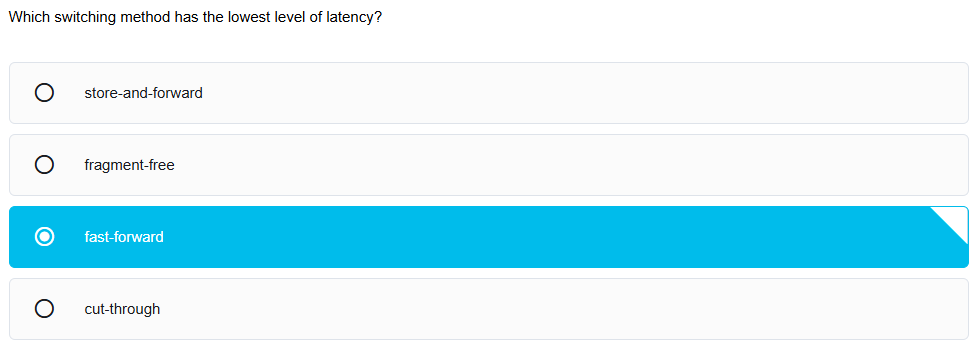 Which switching method has the lowest level of latency?
store-and-forward
fragment-free
fast-forward
cut-through